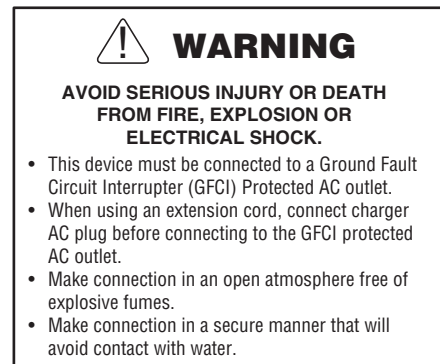 WARNING
AVOID SERIOUS INJURY OR DEATH
FROM FIRE, EXPLOSION OR
ELECTRICAL SHOCK.
• This device must be connected to a Ground Fault
Circuit Interrupter (GFCI) Protected AC outlet.
• When using an extension cord, connect charger
AC plug before connecting to the GFCI protected
AC outlet.
• Make connection in an open atmosphere free of
explosive fumes.
• Make connection in a secure manner that will
avoid contact with water.